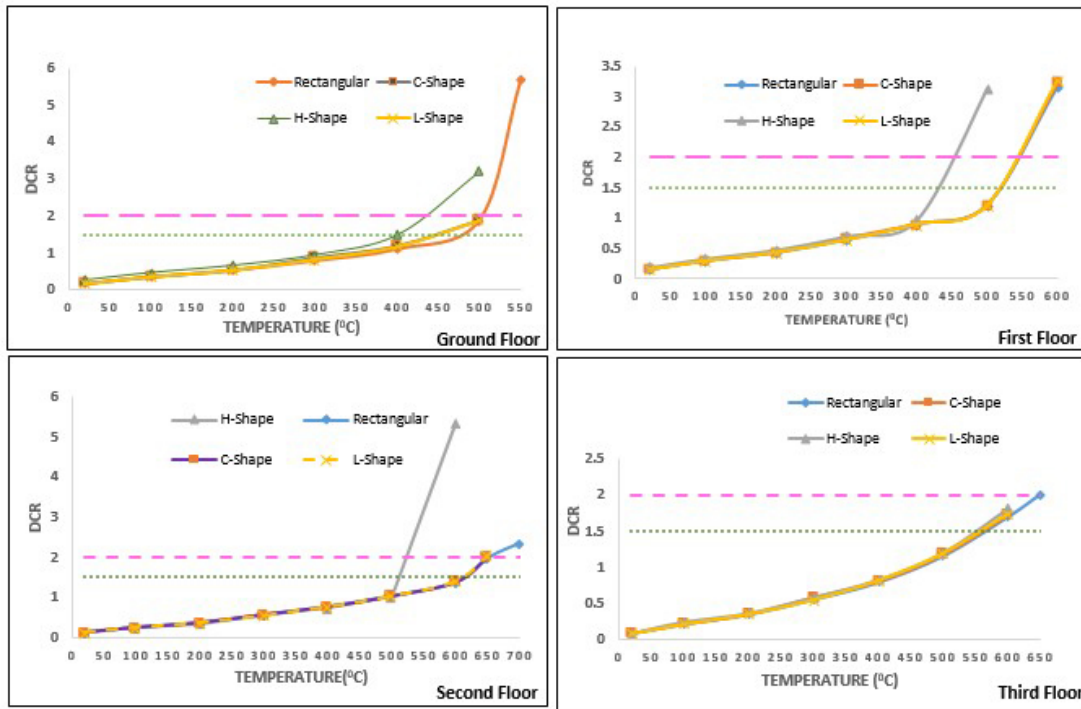 6
5
4
3
2
1
0
DCR
Rectangular C-Shape
H-Shape L-Shape
0 50 100 150 200 250 300 350 400 450 500 550
TEMPERATURE (⁰C)
Ground Floor
3.5
3
2.5
2
1.5
1
0.5
0
DCR
Rectangular C-Shape
H-Shape L-Shape
0 50 100 150 200 250 300 350 400 450 500 550 600
TEMPERATURE (⁰C)
First Floor
6
5
4
3
2
1
0
DCR
H-Shape Rectangular
C-Shape L-Shape
0 50 100 150 200 250 300 350 400 450 500 550 600 650 700
TEMPERATURE(⁰C)
Second Floor
2.5
2
1.5
1
0.5
0
DCR
Rectangular C-Shape
H-Shape L-Shape
0 50 100 150 200 250 300 350 400 450 500 550 600 650
TEMPERATURE (⁰C)
Third Floor